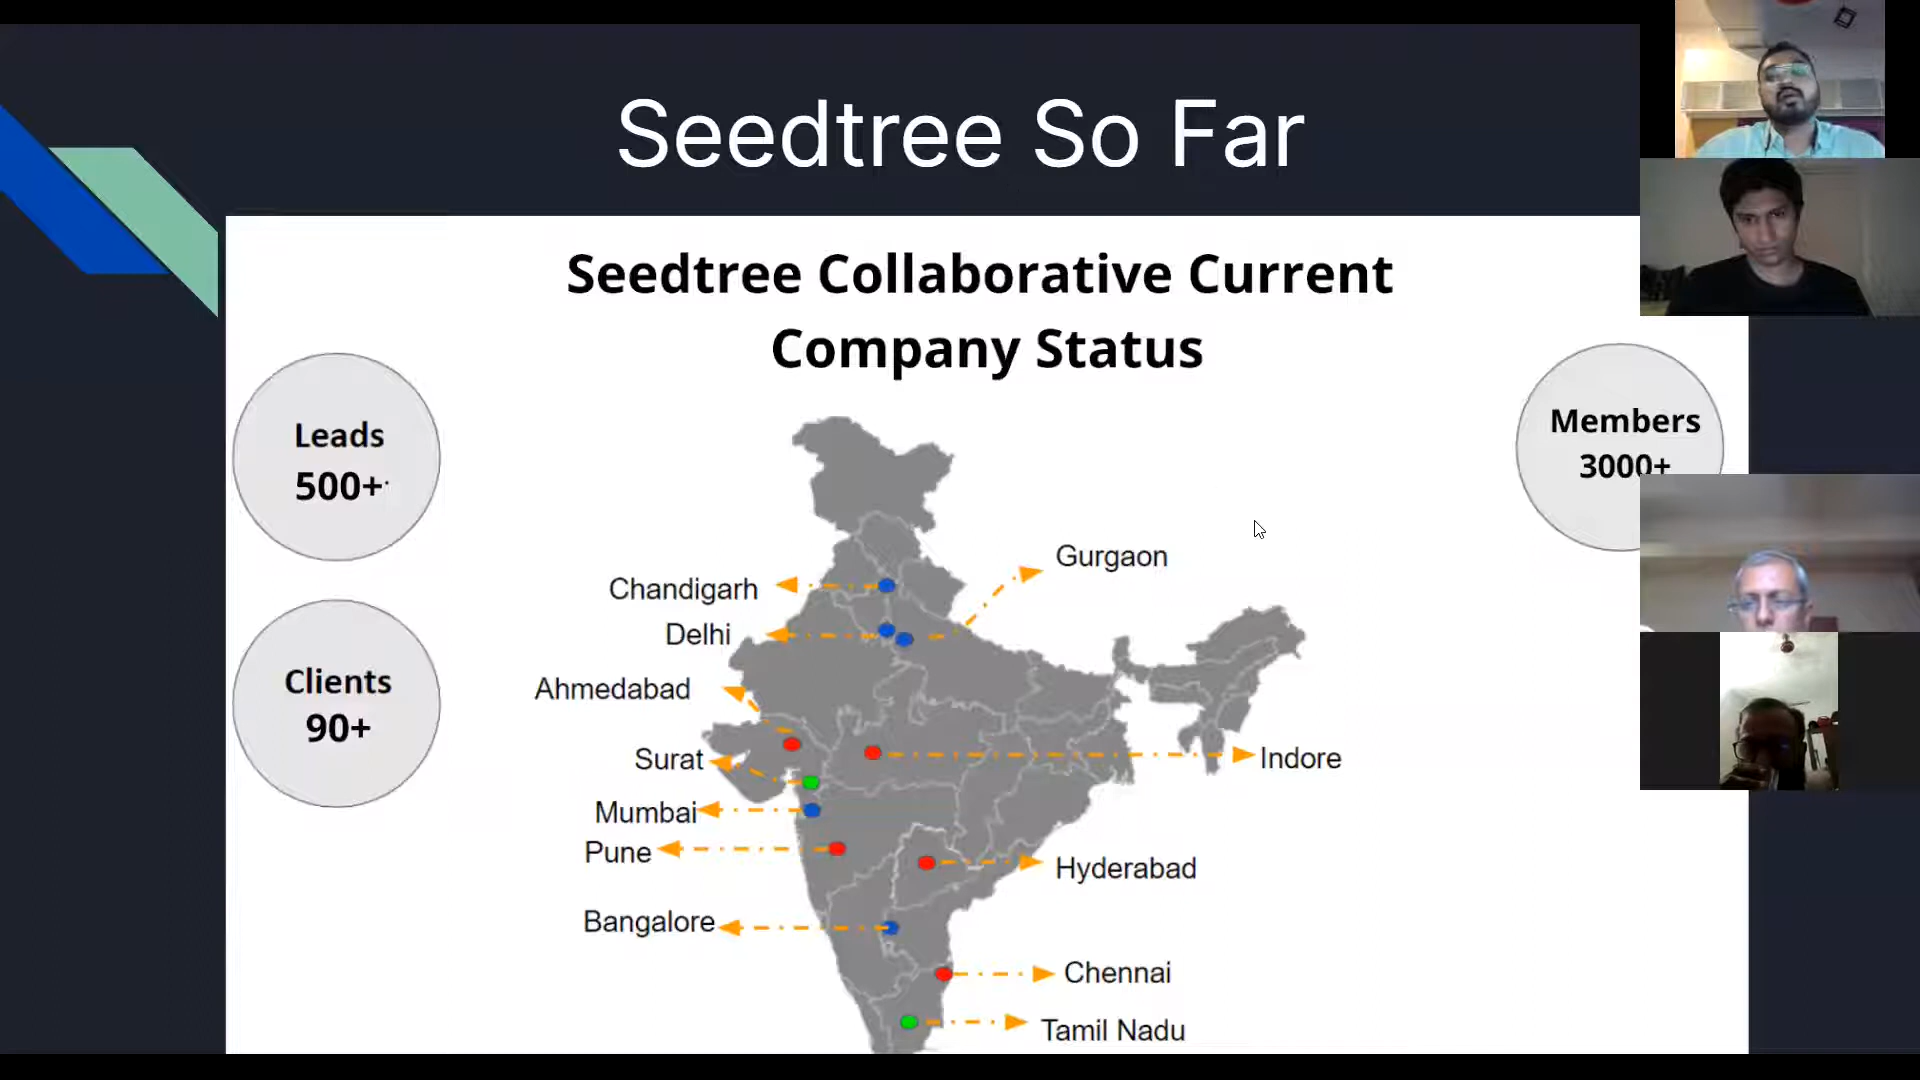 Seedtree So Far
Seedtree Collaborative Current
Company Status
Leads
500+
Members
3000+
Clients
90+
Gurgaon
Chandigarh
Delhi
Ahmedabad
Surat
Indore
Mumbai
Pune
Hyderabad
Bangalore
Chennai
Tamil Nadu